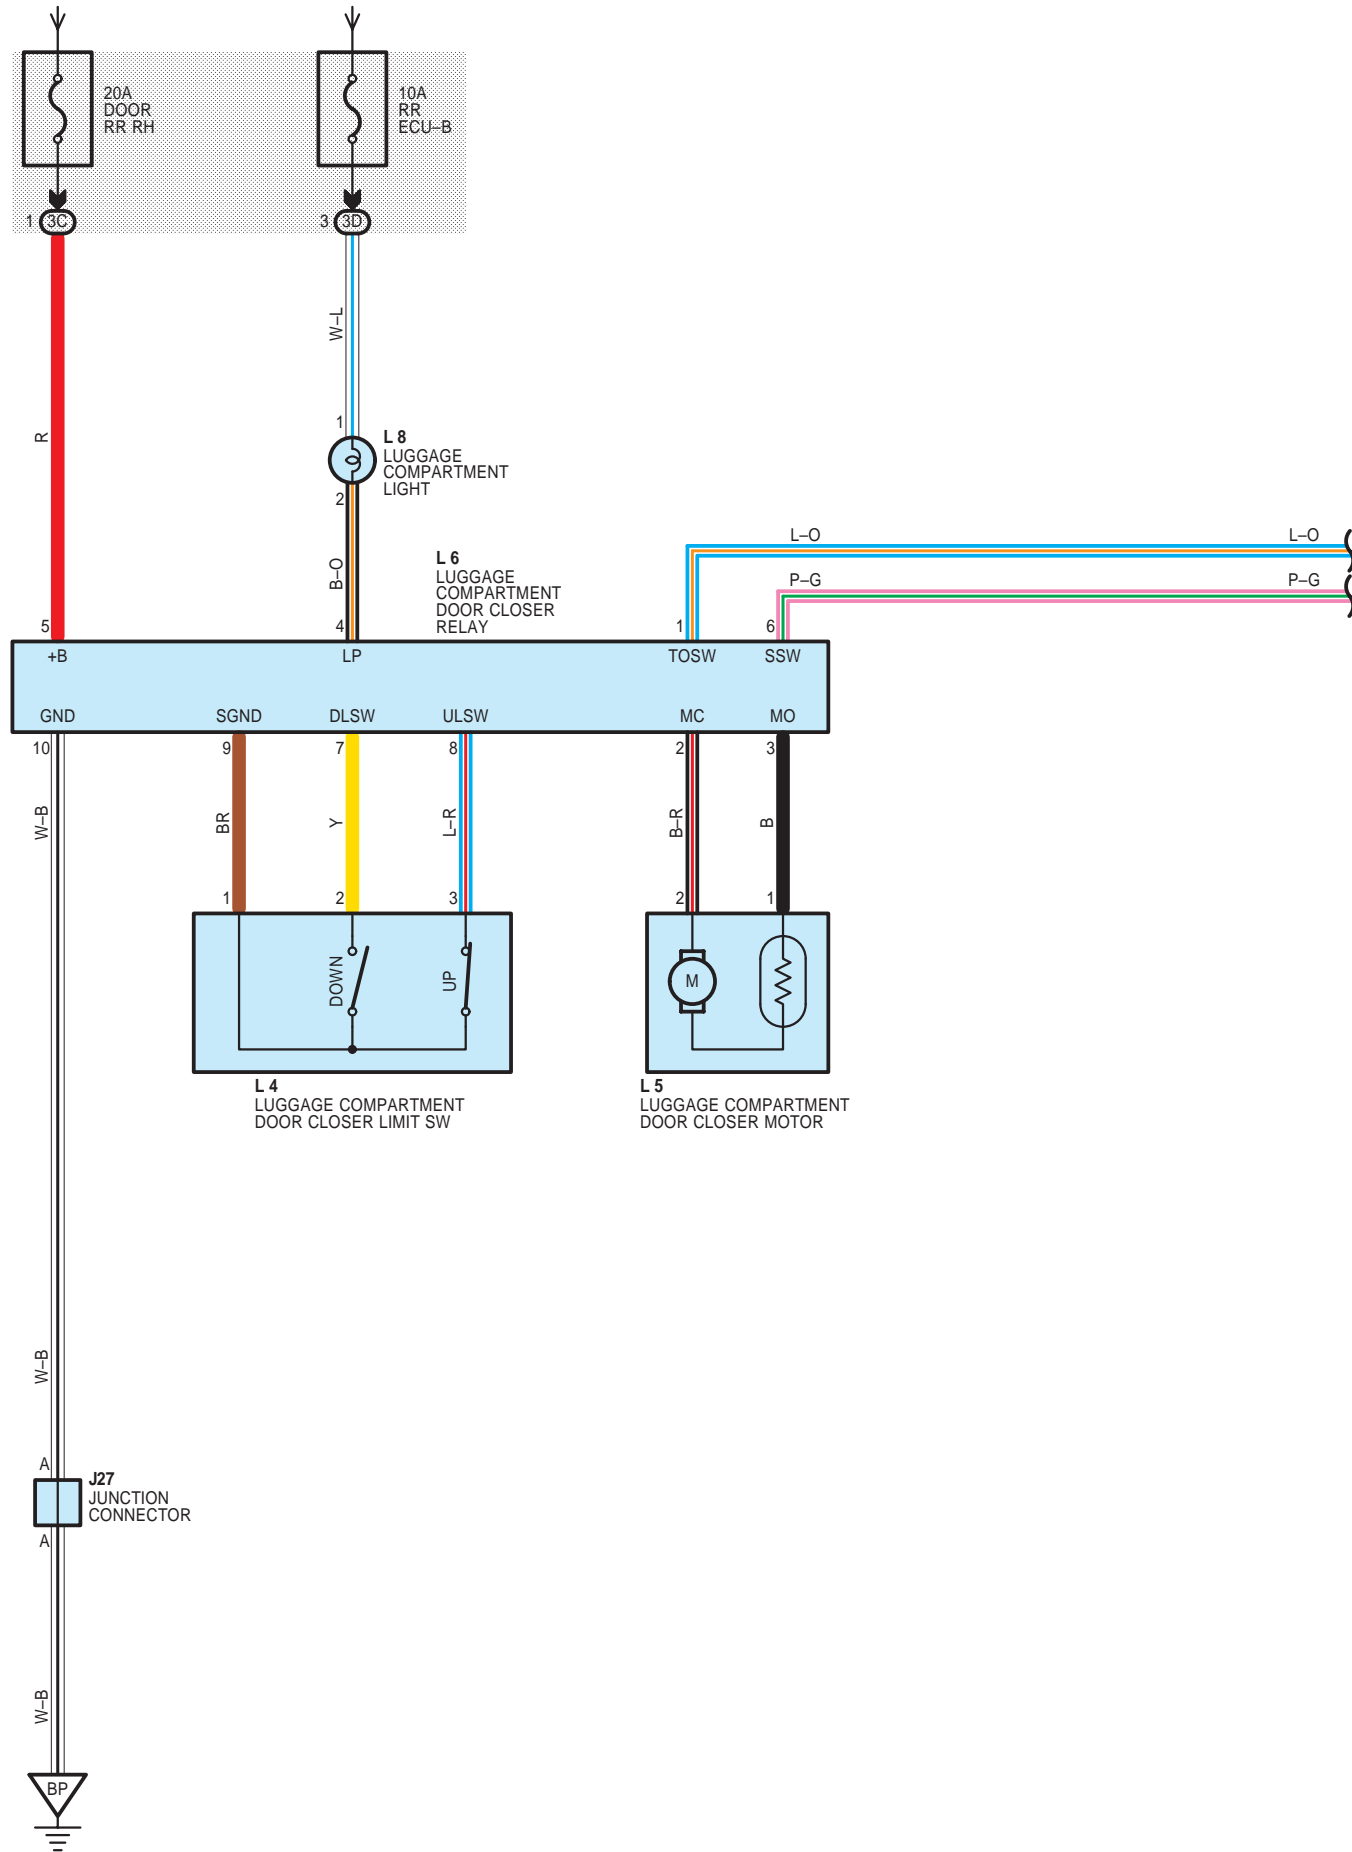 20A
DOOR
RR RH
10A
RR
ECU–B
1 3C
3 3D
W–L
R
1
L 8
LUGGAGE
COMPARTMENT
LIGHT
2
B–O
L 6
LUGGAGE
COMPARTMENT
DOOR CLOSER
RELAY
L–O L–O
P–G P–G
5 4 1 6
+B LP TOSW SSW
GND SGND DLSW ULSW MC MO
10 9 7 8 2 3
W–B BR Y L–R B–R B
1 2 3 2 1
DOWN UP M
L 4
LUGGAGE COMPARTMENT
DOOR CLOSER LIMIT SW
L 5
LUGGAGE COMPARTMENT
DOOR CLOSER MOTOR
W–B
A
J27
JUNCTION
CONNECTOR
A
W–B
BP